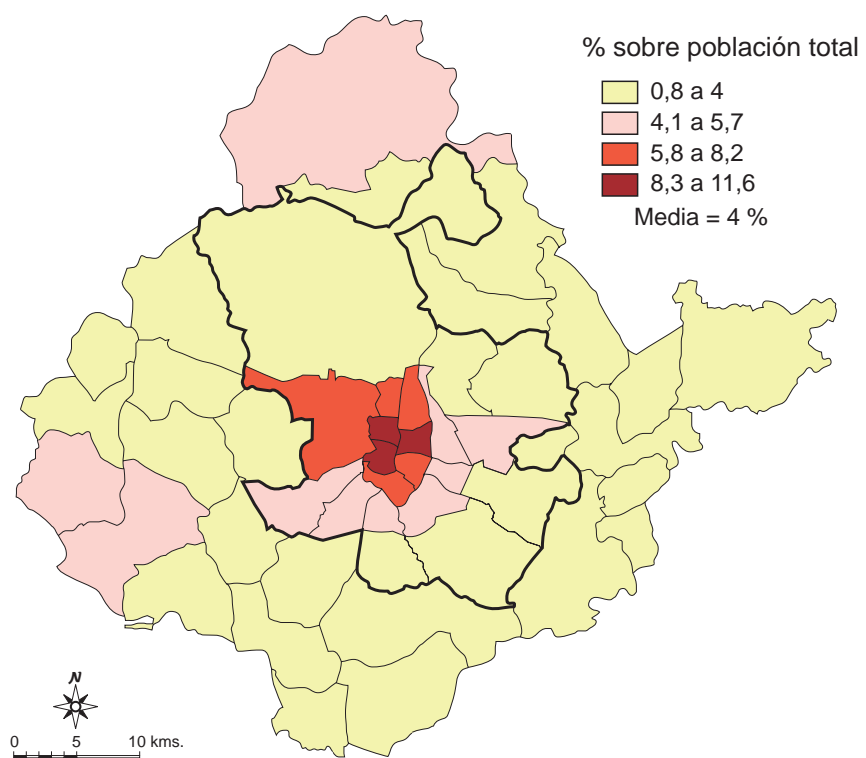 % sobre población total
0,8 a 4
4,1 a 5,7
5,8 a 8,2
8,3 a 11,6
Media = 4 %
N
0 5 10 kms.